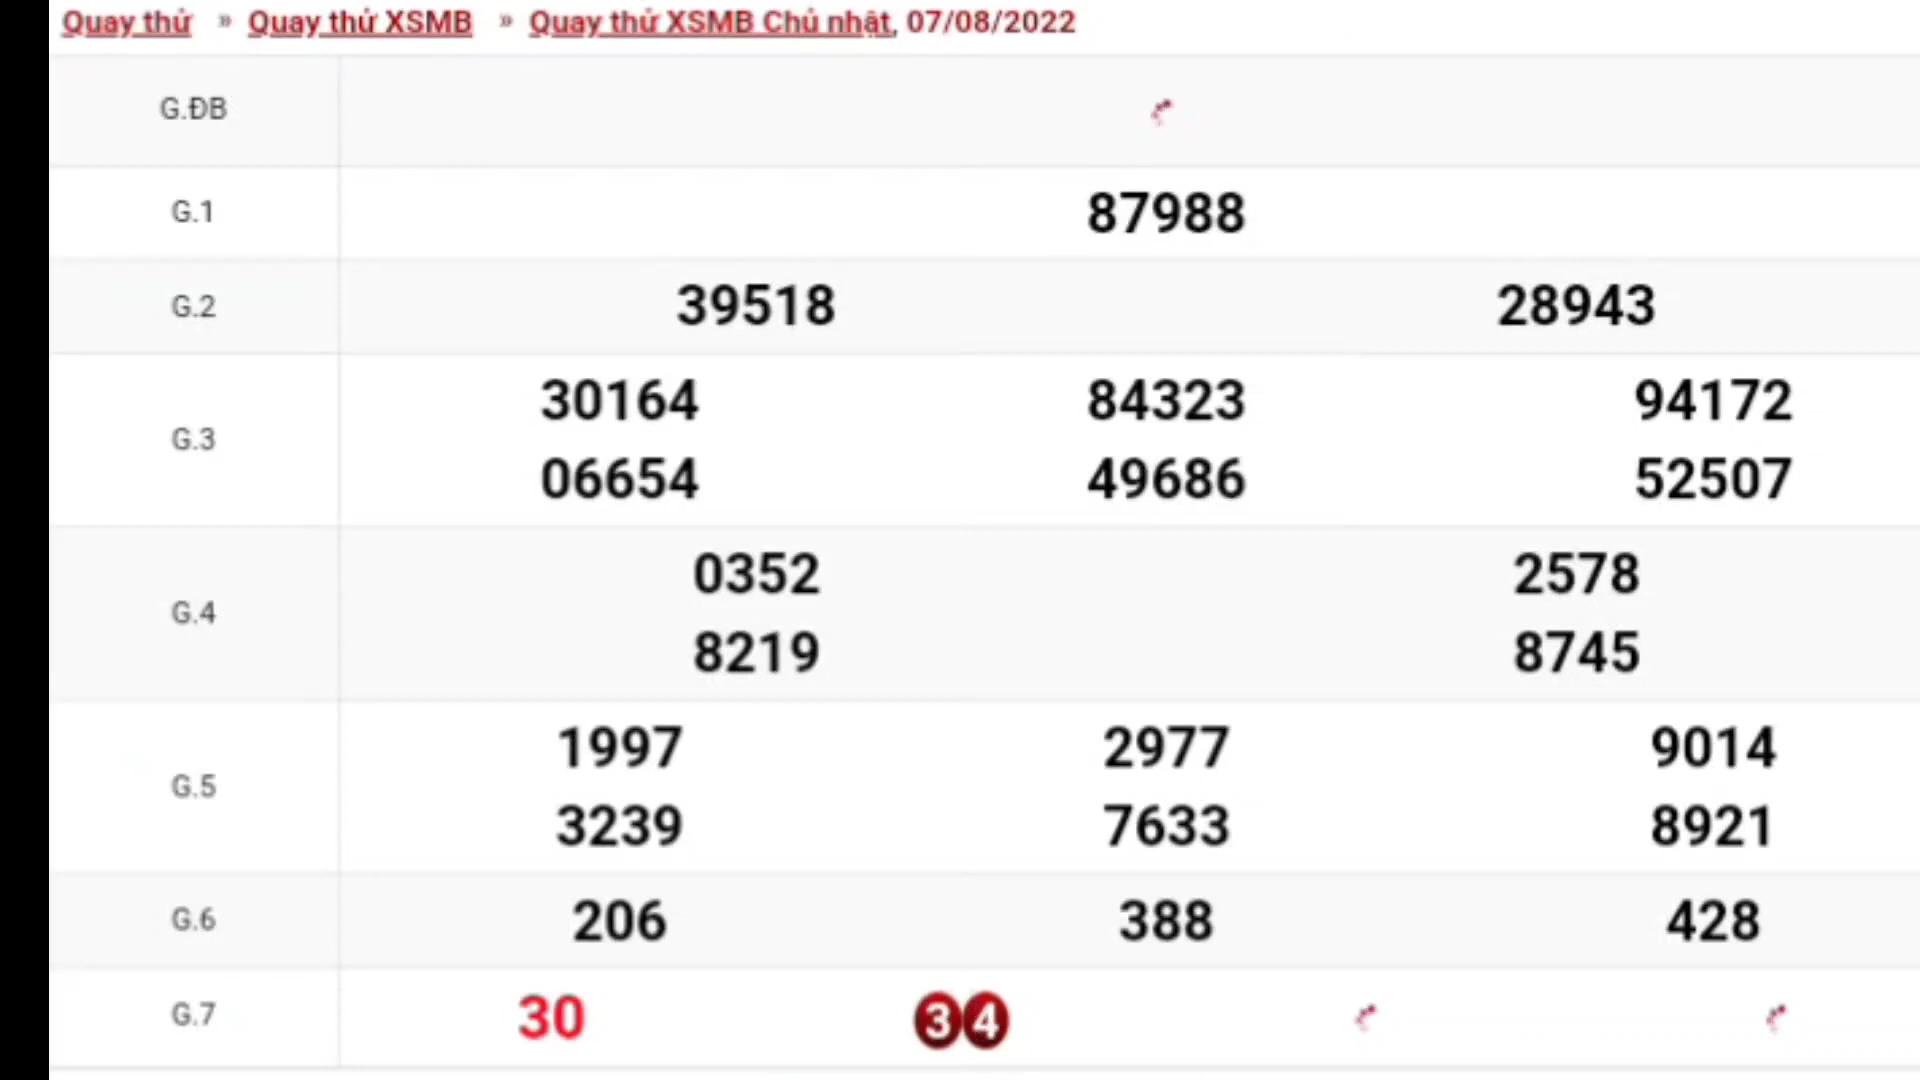 Quay thử » Quay thử XSMB » Quay thử XSMB Chủ nhật, 07/08/2022
G.ĐB
G.1 87988
G.2 39518 28943
G.3
30164 84323 94172
06654 49686 52507
G.4
0352 2578
8219 8745
G.5
1997 2977 9014
3239 7633 8921
G.6 206 388 428
G.7 30 34